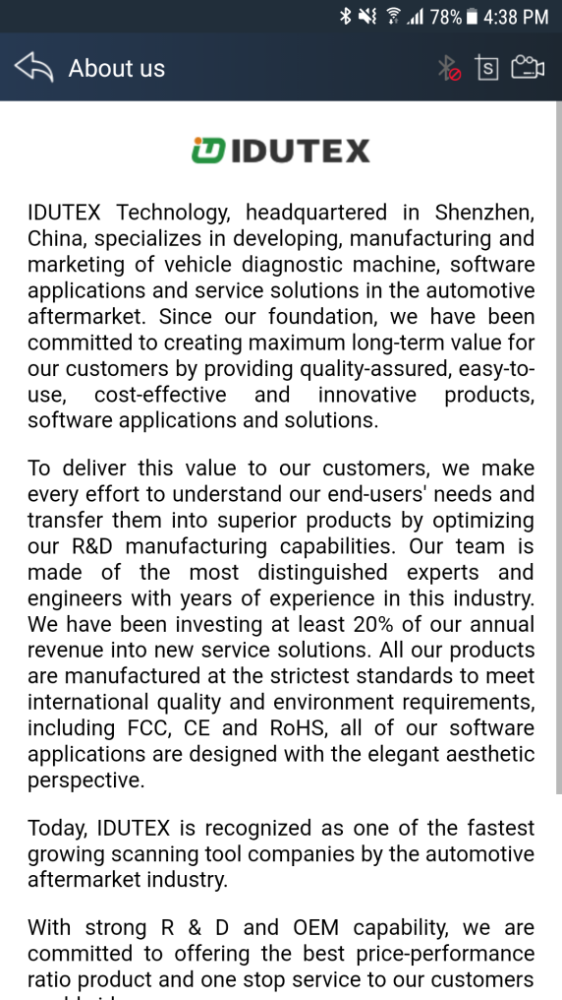 78% 4:38 PM
About us
S
IDUTEX
IDUTEX Technology, headquartered in Shenzhen,
China, specializes in developing, manufacturing and
marketing of vehicle diagnostic machine, software
applications and service solutions in the automotive
aftermarket. Since our foundation, we have been
committed to creating maximum long-term value for
our customers by providing quality-assured, easy-to-
use, cost-effective and innovative products,
software applications and solutions.
To deliver this value to our customers, we make
every effort to understand our end-users' needs and
transfer them into superior products by optimizing
our R&D manufacturing capabilities. Our team is
made of the most distinguished experts and
engineers with years of experience in this industry.
We have been investing at least 20% of our annual
revenue into new service solutions. All our products
are manufactured at the strictest standards to meet
international quality and environment requirements,
including FCC, CE and RoHS, all of our software
applications are designed with the elegant aesthetic
perspective.
Today, IDUTEX is recognized as one of the fastest
growing scanning tool companies by the automotive
aftermarket industry.
With strong R & D and OEM capability, we are
committed to offering the best price-performance
ratio product and one stop service to our customers